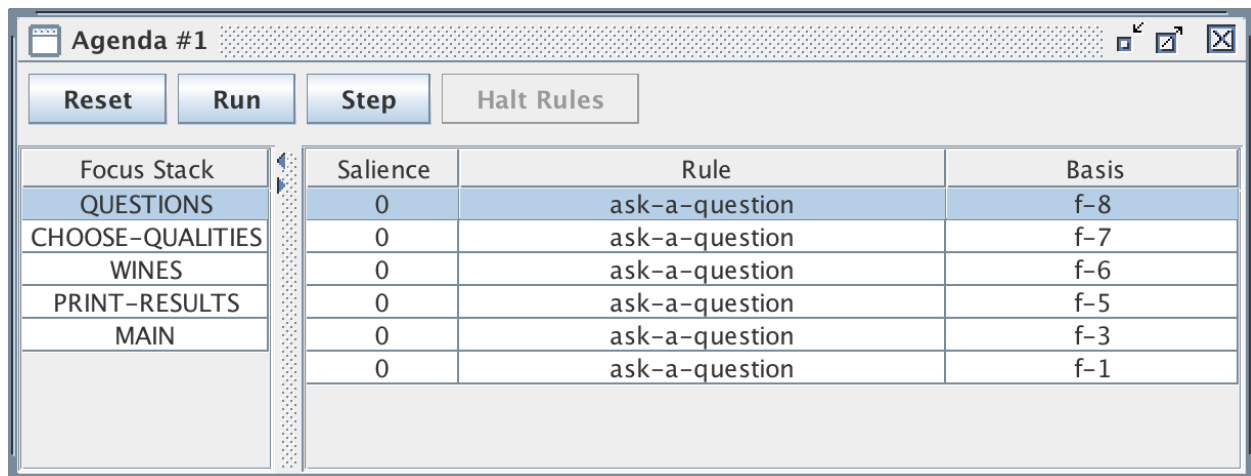 Agenda #1
Reset Run Step Halt Rules
Focus Stack Salience Rule Basis
QUESTIONS 0 ask-a-question f-8
CHOOSE-QUALITIES 0 ask-a-question f-7
WINES 0 ask-a-question f-6
PRINT-RESULTS 0 ask-a-question f-5
MAIN 0 ask-a-question f-3
0 ask-a-question f-1